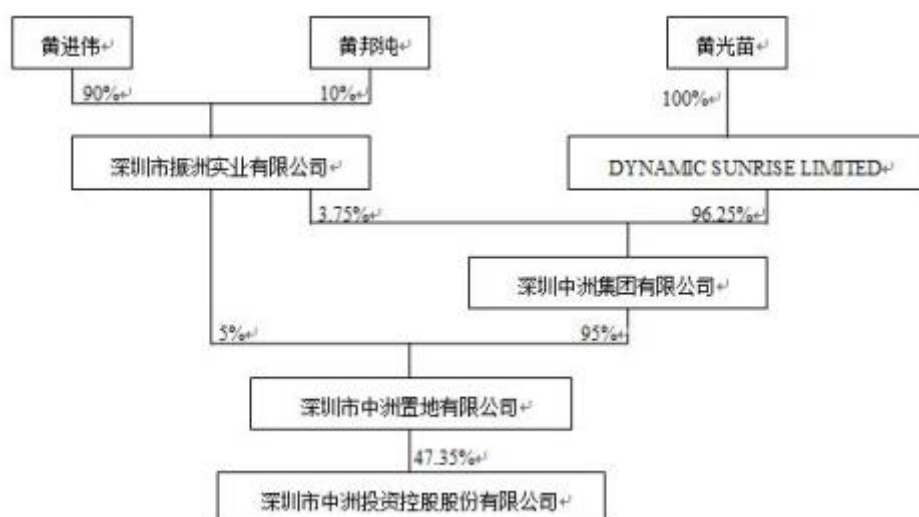 黄进伟↵
黄邦纯↵
黄光苗↵
90%↵
10%↵
100%↵
深圳市振洲实业有限公司↵
DYNAMIC SUNRISE LIMITED↵
3.75%↵
96.25%↵
深圳中洲集团有限公司↵
5%↵
95%↵
深圳市中洲置地有限公司↵
47.35%↵
深圳市中洲投资控股股份有限公司↵